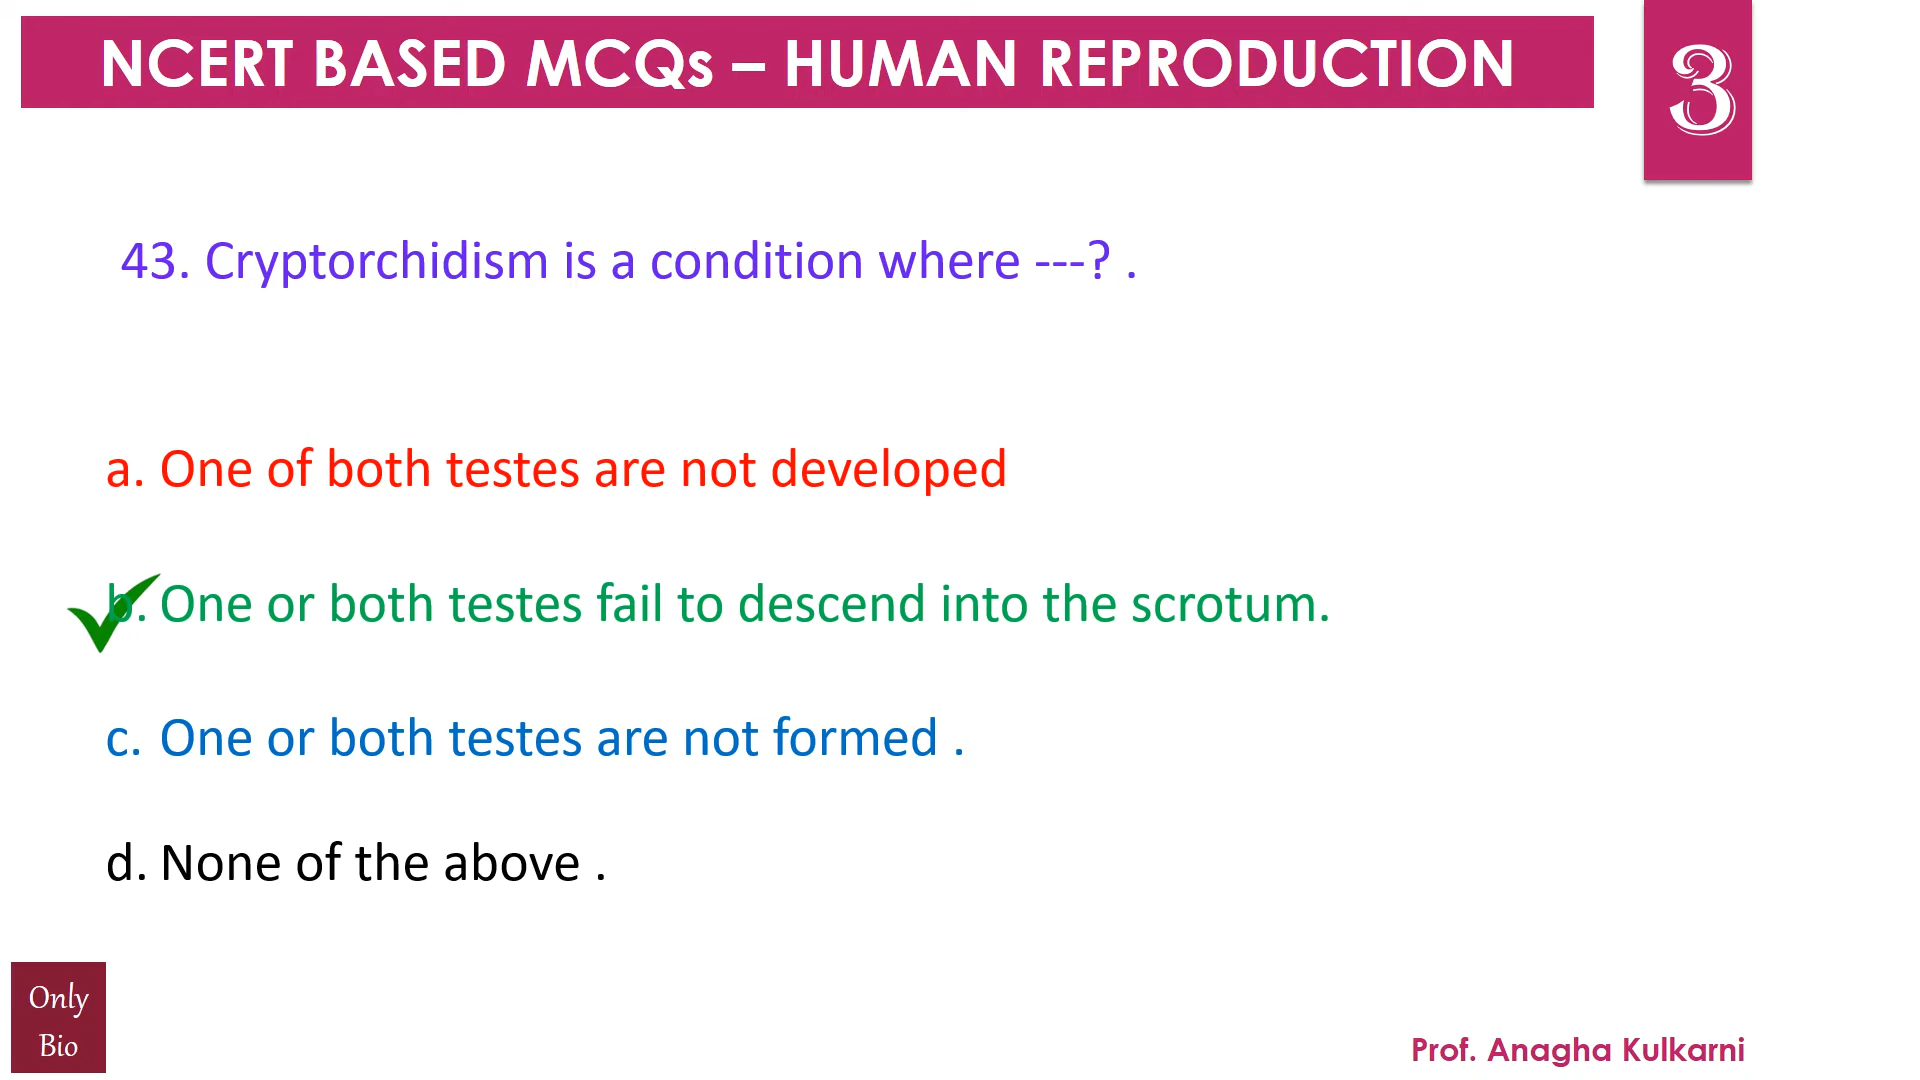 NCERT BASED MCQs – HUMAN REPRODUCTION
3
43. Cryptorchidism is a condition where ---? .
a. One of both testes are not developed
b. One or both testes fail to descend into the scrotum.
c. One or both testes are not formed .
d. None of the above .
Only
Bio
Prof. Anagha Kulkarni